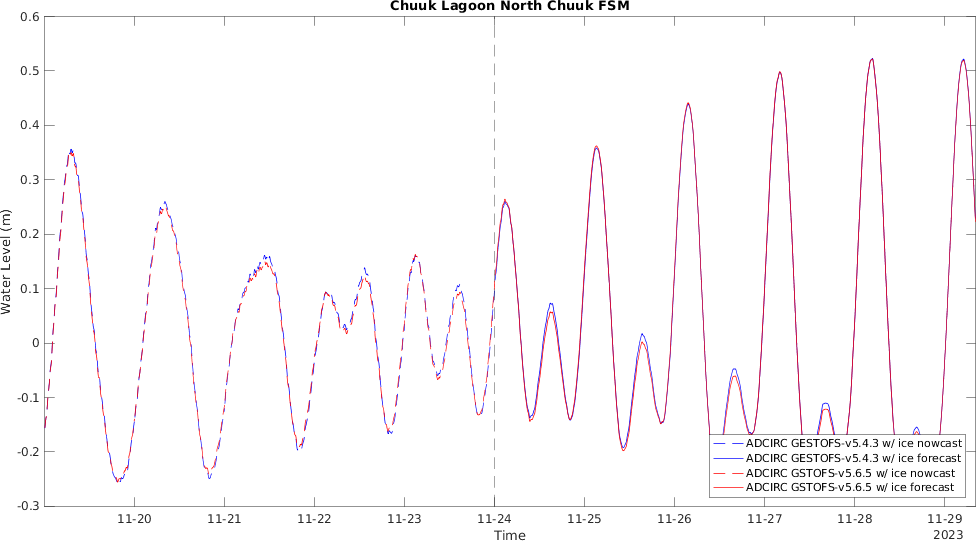 Chuuk Lagoon North Chuuk FSM
0.6
0.5
0.4
0.3
0.2
0.1
0
-0.1
-0.2
-0.3
Water Level (m)
11-20 11-21 11-22 11-23 11-24 11-25 11-26 11-27 11-28 11-29
2023
Time
ADCIRC GESTOFS-v5.4.3 w/ ice nowcast
ADCIRC GESTOFS-v5.4.3 w/ ice forecast
ADCIRC GSTOFS-v5.6.5 w/ ice nowcast
ADCIRC GSTOFS-v5.6.5 w/ ice forecast